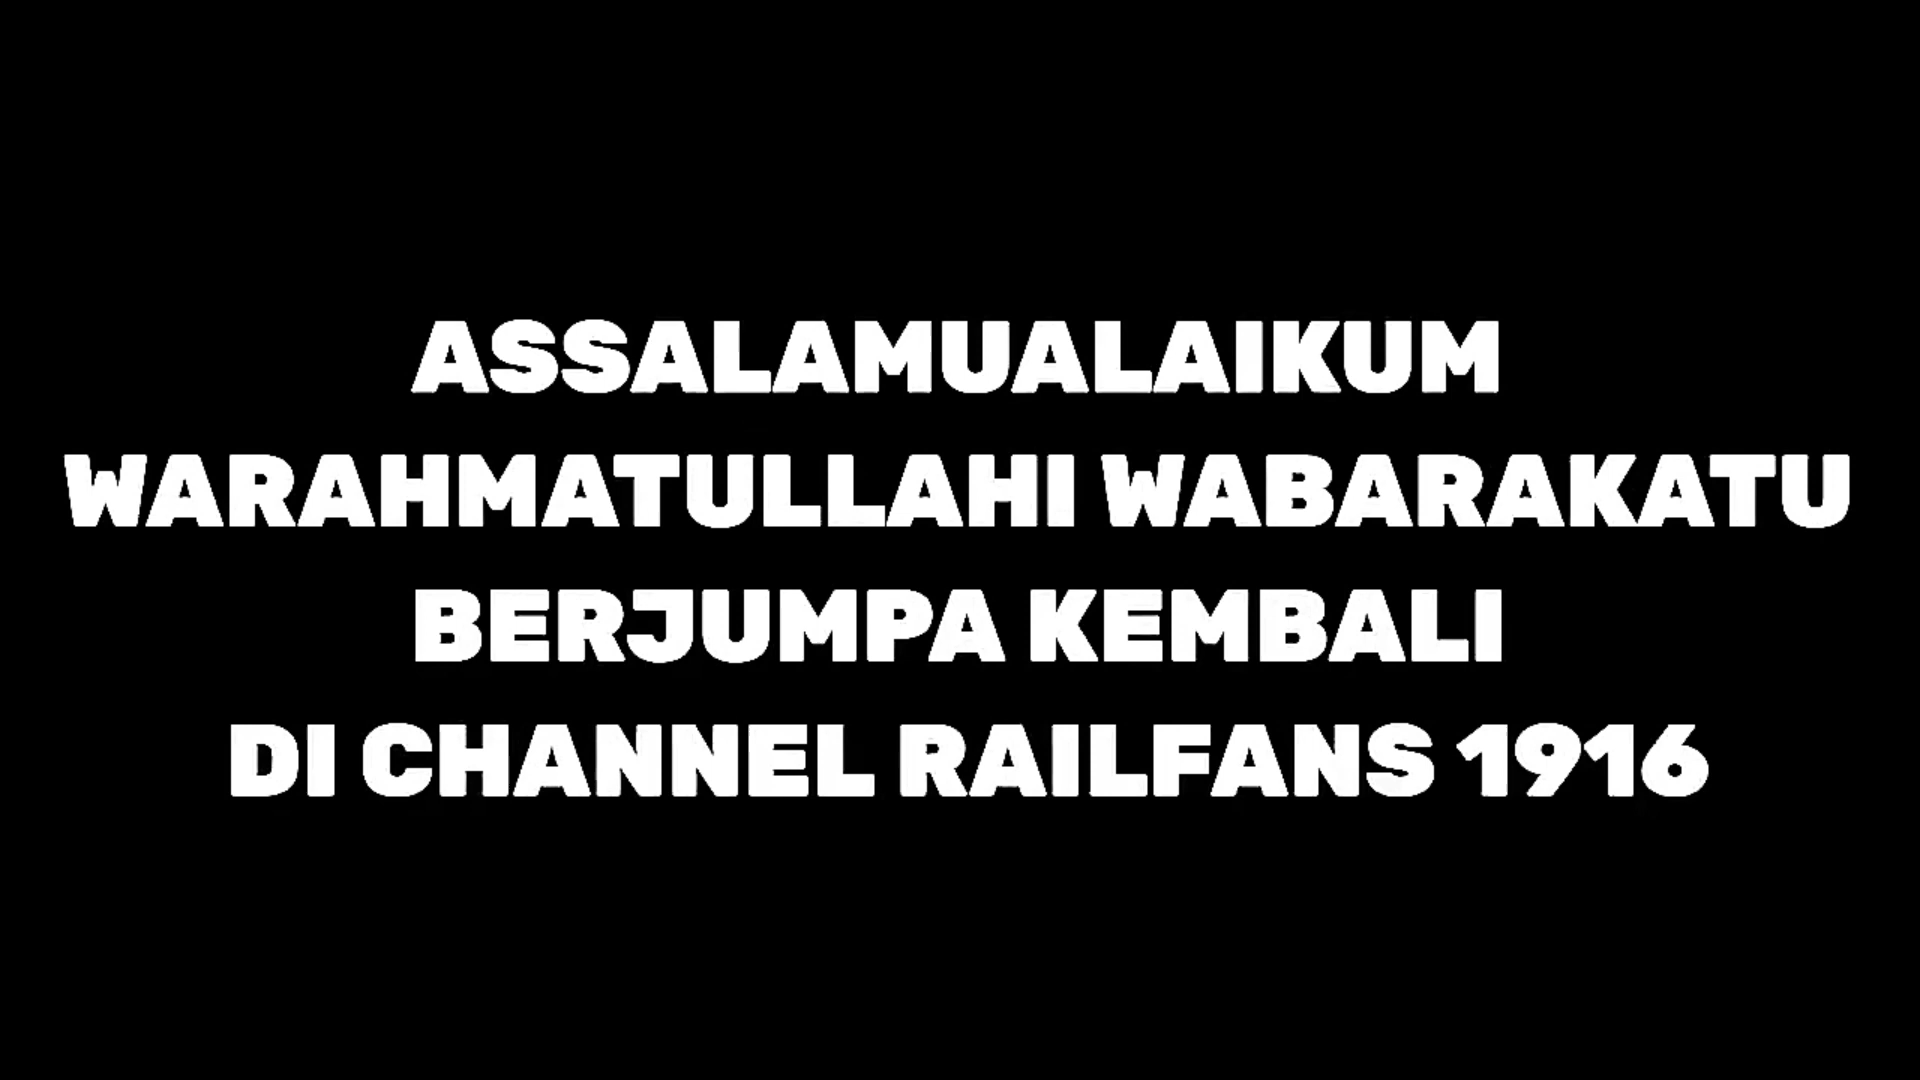 ASSALAMUALAIKUM
WARAHMATULLAHI WABARAKATU
BERJUMPA KEMBALI
DI CHANNEL RAILFANS 1916